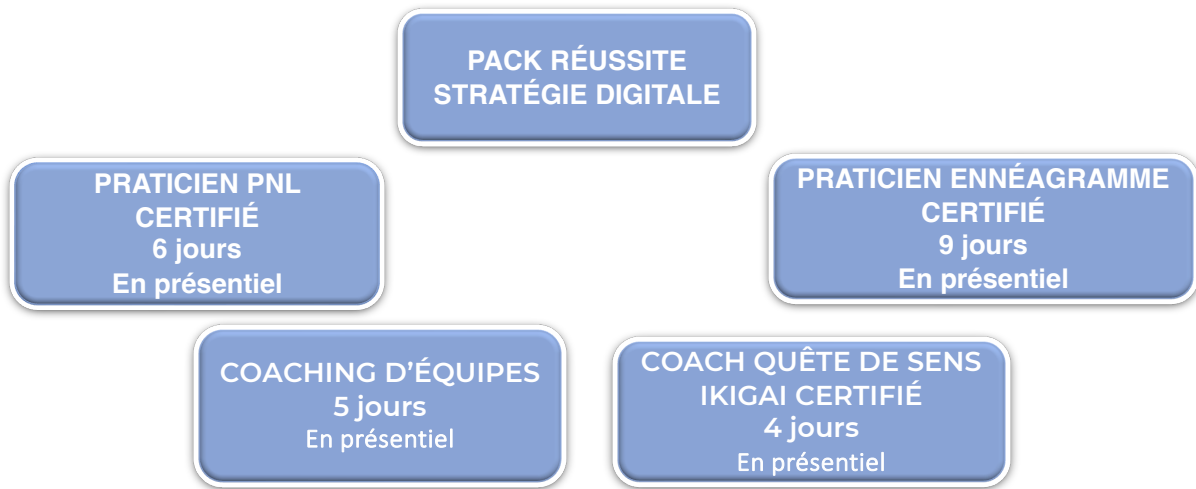 PACK RÉUSSITE
STRATÉGIE DIGITALE
PRATICIEN PNL
CERTIFIÉ
6 jours
En présentiel
PRATICIEN ENNÉAGRAMME
CERTIFIÉ
9 jours
En présentiel
COACHING D’ÉQUIPES
5 jours
En présentiel
COACH QUÊTE DE SENS
IKIGAI CERTIFIÉ
4 jours
En présentiel